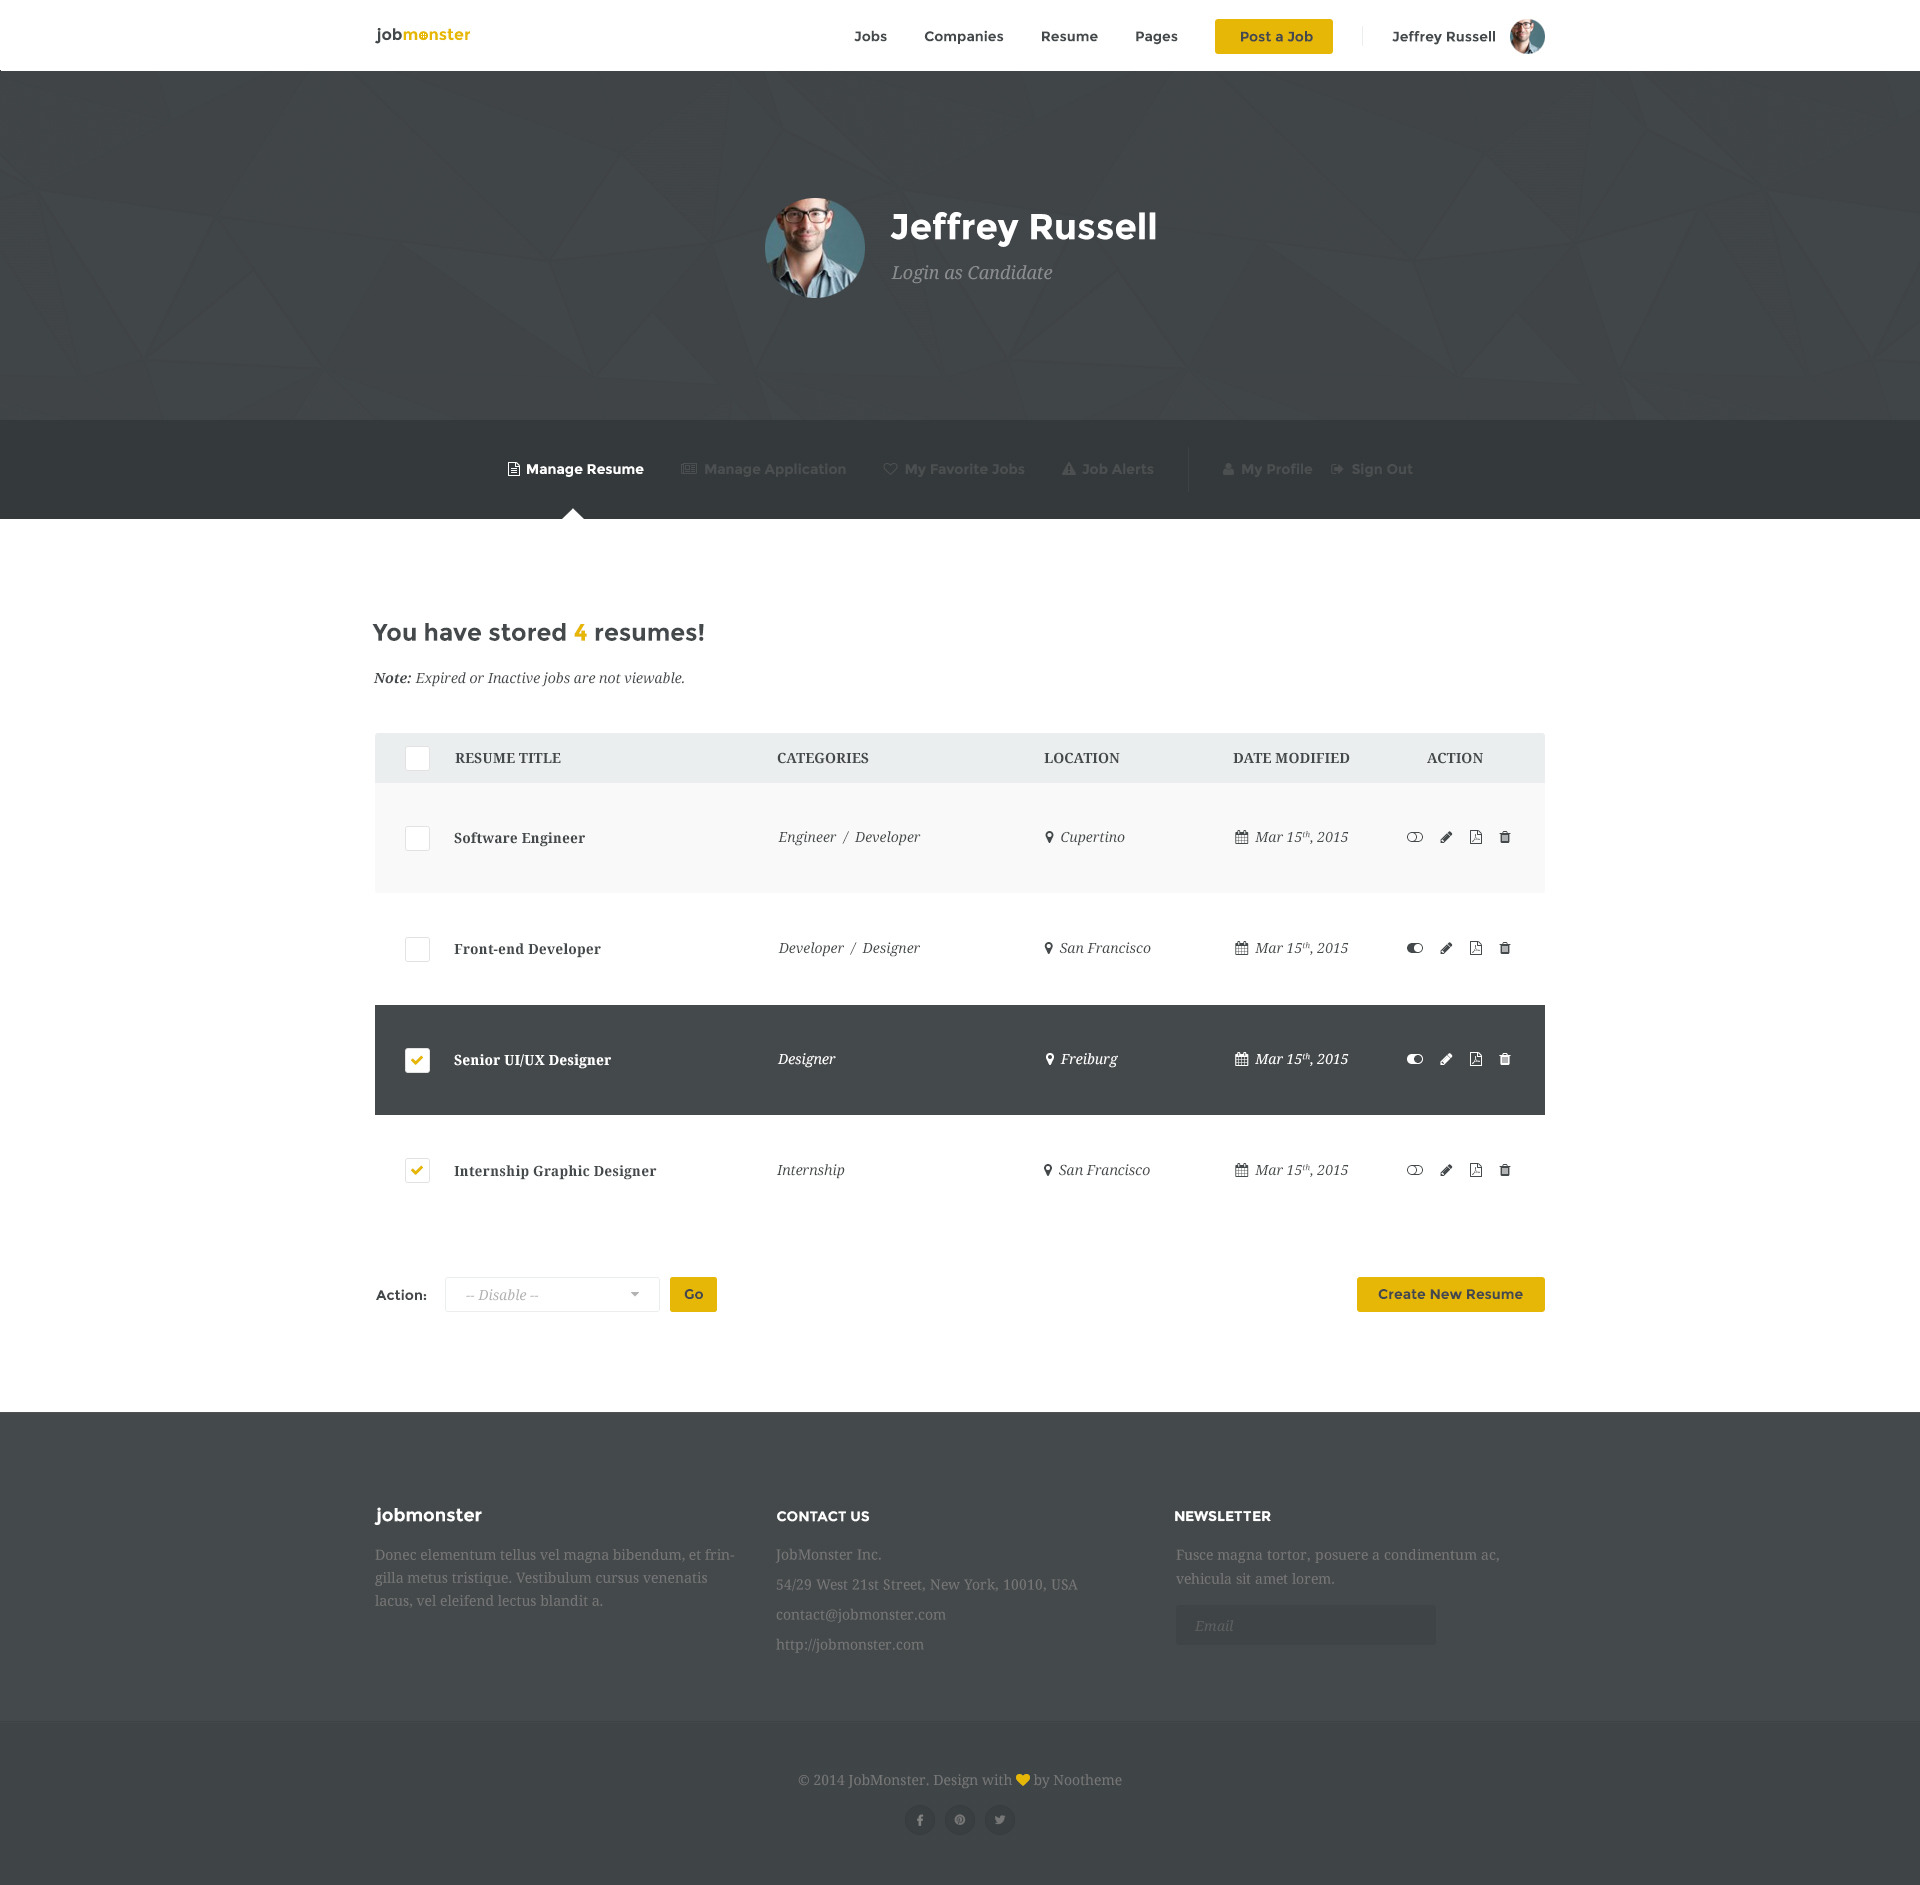 jobmonster
Jobs Companies Resume Pages Post a Job Jeffrey Russell
Jeffrey Russell
Login as Candidate
Manage Resume Manage Application My Favorite Jobs Job Alerts My Profile Sign Out
You have stored 4 resumes!
Note: Expired or Inactive jobs are not viewable.
RESUME TITLE CATEGORIES LOCATION DATE MODIFIED ACTION
Software Engineer Engineer / Developer Cupertino Mar 15th, 2015
Front-end Developer Developer / Designer San Francisco Mar 15th, 2015
Senior UI/UX Designer Designer Freiburg Mar 15th, 2015
Internship Graphic Designer Internship San Francisco Mar 15th, 2015
Action: -- Disable -- Go Create New Resume
jobmonster
Donec elementum tellus vel magna bibendum, et frin-
gilla metus tristique. Vestibulum cursus venenatis
lacus, vel eleifend lectus blandit a.
CONTACT US
JobMonster Inc.
54/29 West 21st Street, New York, 10010, USA
contact@jobmonster.com
http://jobmonster.com
NEWSLETTER
Fusce magna tortor, posuere a condimentum ac,
vehicula sit amet lorem.
Email
© 2014 JobMonster. Design with by Nootheme